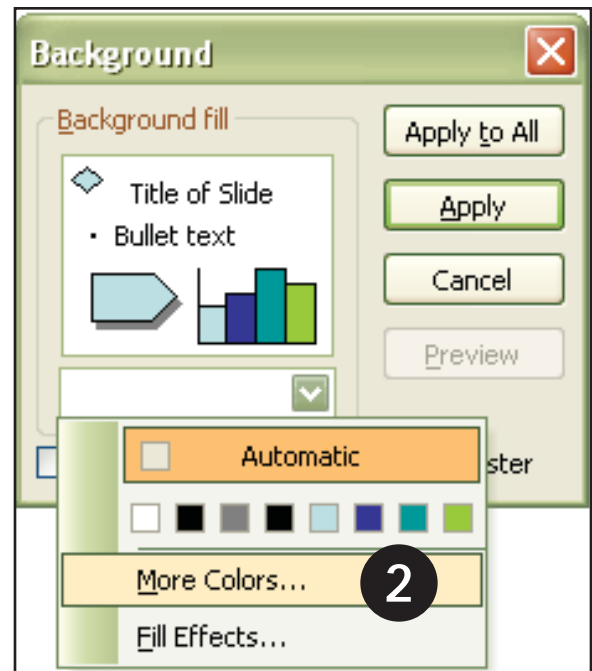 Background
Background fill
Apply to All
Title of Slide
• Bullet text
Apply
Cancel
Preview
Automatic
ster
More Colors... 2
Fill Effects...